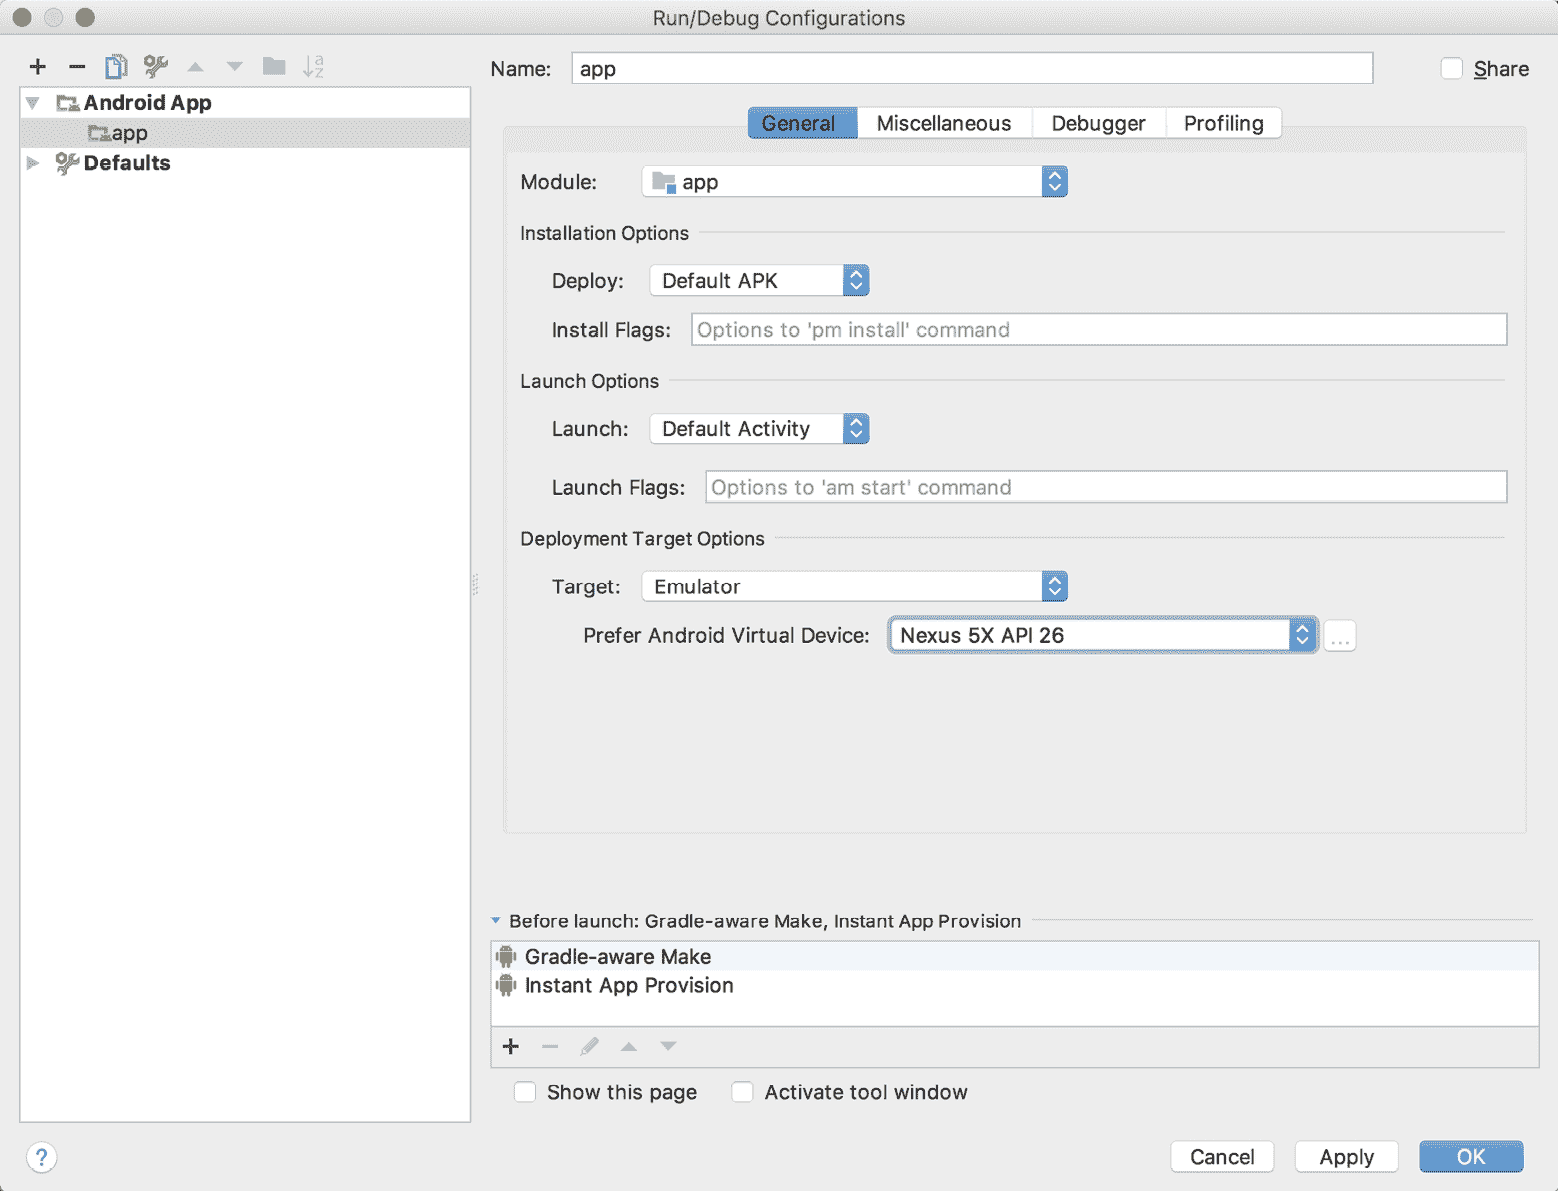 Run/Debug Configurations
Name: app Share
Android App
app
Defaults
General Miscellaneous Debugger Profiling
Module: app
Installation Options
Deploy: Default APK
Install Flags: Options to 'pm install' command
Launch Options
Launch: Default Activity
Launch Flags: Options to 'am start' command
Deployment Target Options
Target: Emulator
Prefer Android Virtual Device: Nexus 5X API 26 ...
Before launch: Gradle-aware Make, Instant App Provision
Gradle-aware Make
Instant App Provision
Show this page Activate tool window
? Cancel Apply OK